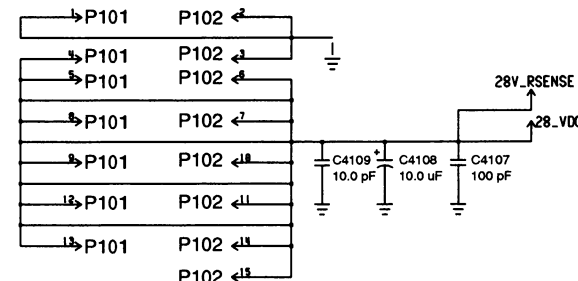 1 P101 P102 2
4 P101 P102 3
5 P101 P102 6
28V_RSENSE
8 P101 P102 7
28_VDC
9 P101 P102 10
C4109 + C4108 C4107
10.0 pF 10.0 uF 100 pF
12 P101 P102 11
13 P101 P102 14
P102 15